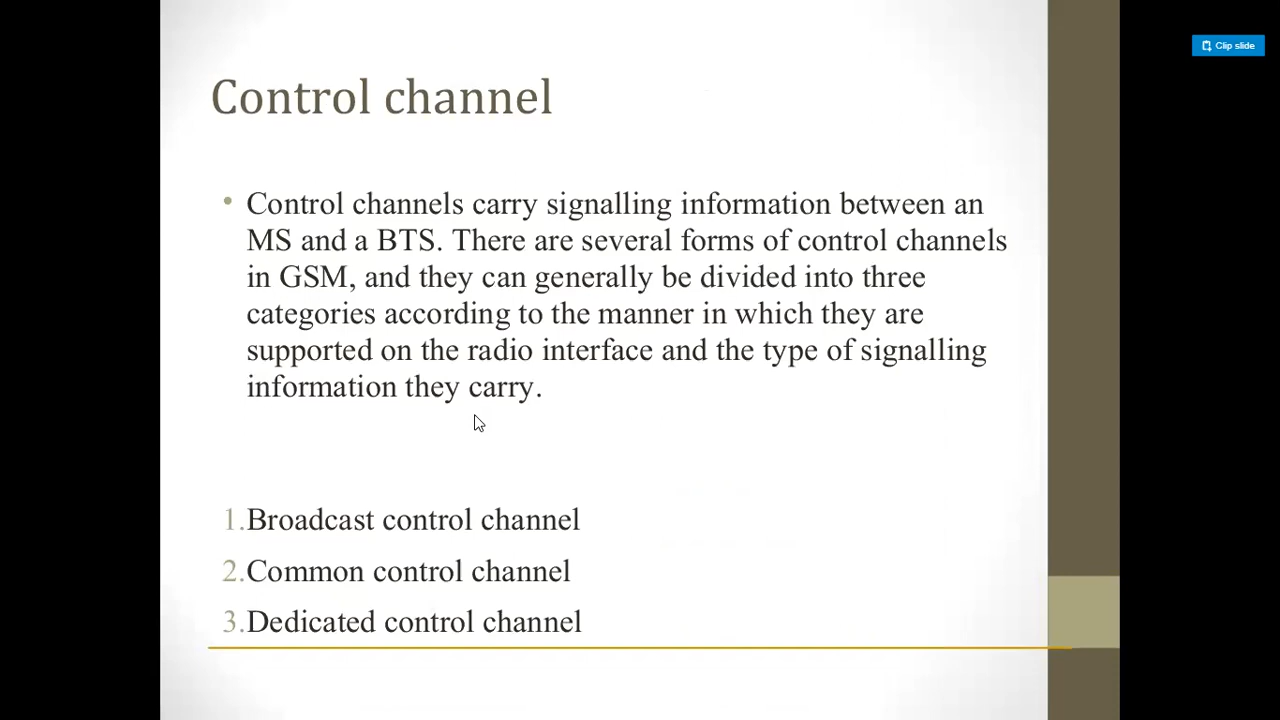 Clip slide
Control channel
• Control channels carry signalling information between an
MS and a BTS. There are several forms of control channels
in GSM, and they can generally be divided into three
categories according to the manner in which they are
supported on the radio interface and the type of signalling
information they carry.
1.Broadcast control channel
2.Common control channel
3.Dedicated control channel